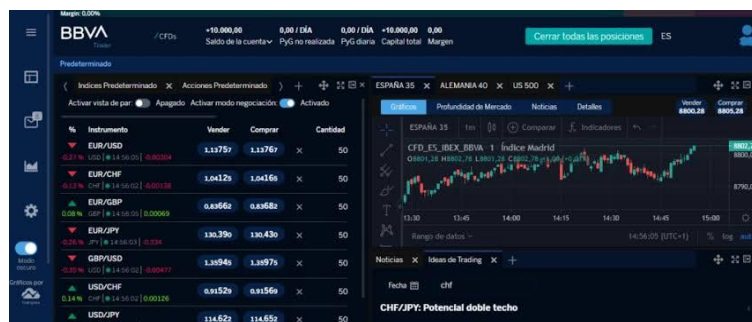 Margin: 0.00%
BBVA
Trader
/CFDs
+10.000,00
Saldo de la cuenta
0,00 / DÍA
PyG no realizada
0,00 / DÍA
PyG diaria
+10.000,00
Capital total
0,00
Margen
Cerrar todas las posiciones
ES
Predeterminado
Indices Predeterminado
Acciones Predeterminado
Activar vista de par: Apagado Activar modo negociación: Activado
% Instrumento Vender Comprar Cantidad
EUR/USD 1,13757 1,13767 50
-0.27 % USD 14:56:05 -0.00304
EUR/CHF 1,04125 1,04165 50
-0.13 % CHF 14:56:02 -0.00138
EUR/GBP 0,83662 0,83682 50
0.08 % GBP 14:56:05 0.00069
EUR/JPY 130,390 130,430 50
-0.26 % JPY 14:56:03 -0.334
GBP/USD 1,35945 1,35975 50
-0.35 % USD 14:56:02 -0.00477
USD/CHF 0,91529 0,91569 50
0.14 % CHF 14:56:02 0.00126
USD/JPY 114,622 114,652 50
Modo oscuro
Gráficos por
ESPAÑA 35
ALEMANIA 40
US 500
Gráficos
Profundidad de Mercado
Noticias
Detalles
Vender
8800,28
Comprar
8805,28
ESPAÑA 35 1m Comparar Indicadores
CFD_ES_IBEX_BBVA 1 Índice Madrid
8790,0
13:30 13:45 14:00 14:15 14:30 14:45 15:00
Rango de datos
14:56:05 (UTC+1) % log
Noticias
Ideas de Trading
Fecha chf
CHF/JPY: Potencial doble techo